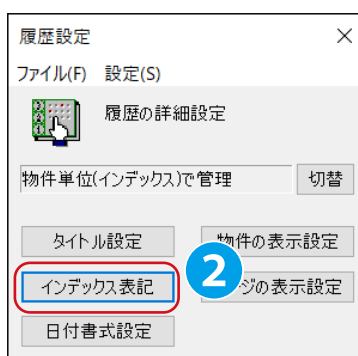 履歴設定
ファイル(F) 設定(S)
履歴の詳細設定
物件単位(インデックス)で管理 切替
タイトル設定 物件の表示設定
インデックス表記 2 ジの表示設定
日付書式設定